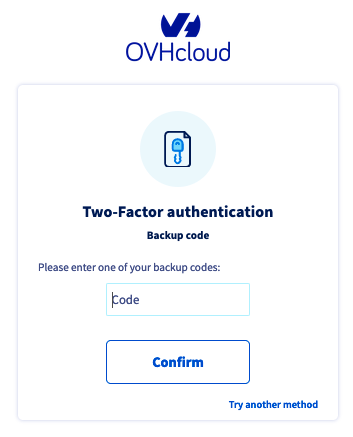 OVHcloud
Two-Factor authentication
Backup code
Please enter one of your backup codes:
Code
Confirm
Try another method